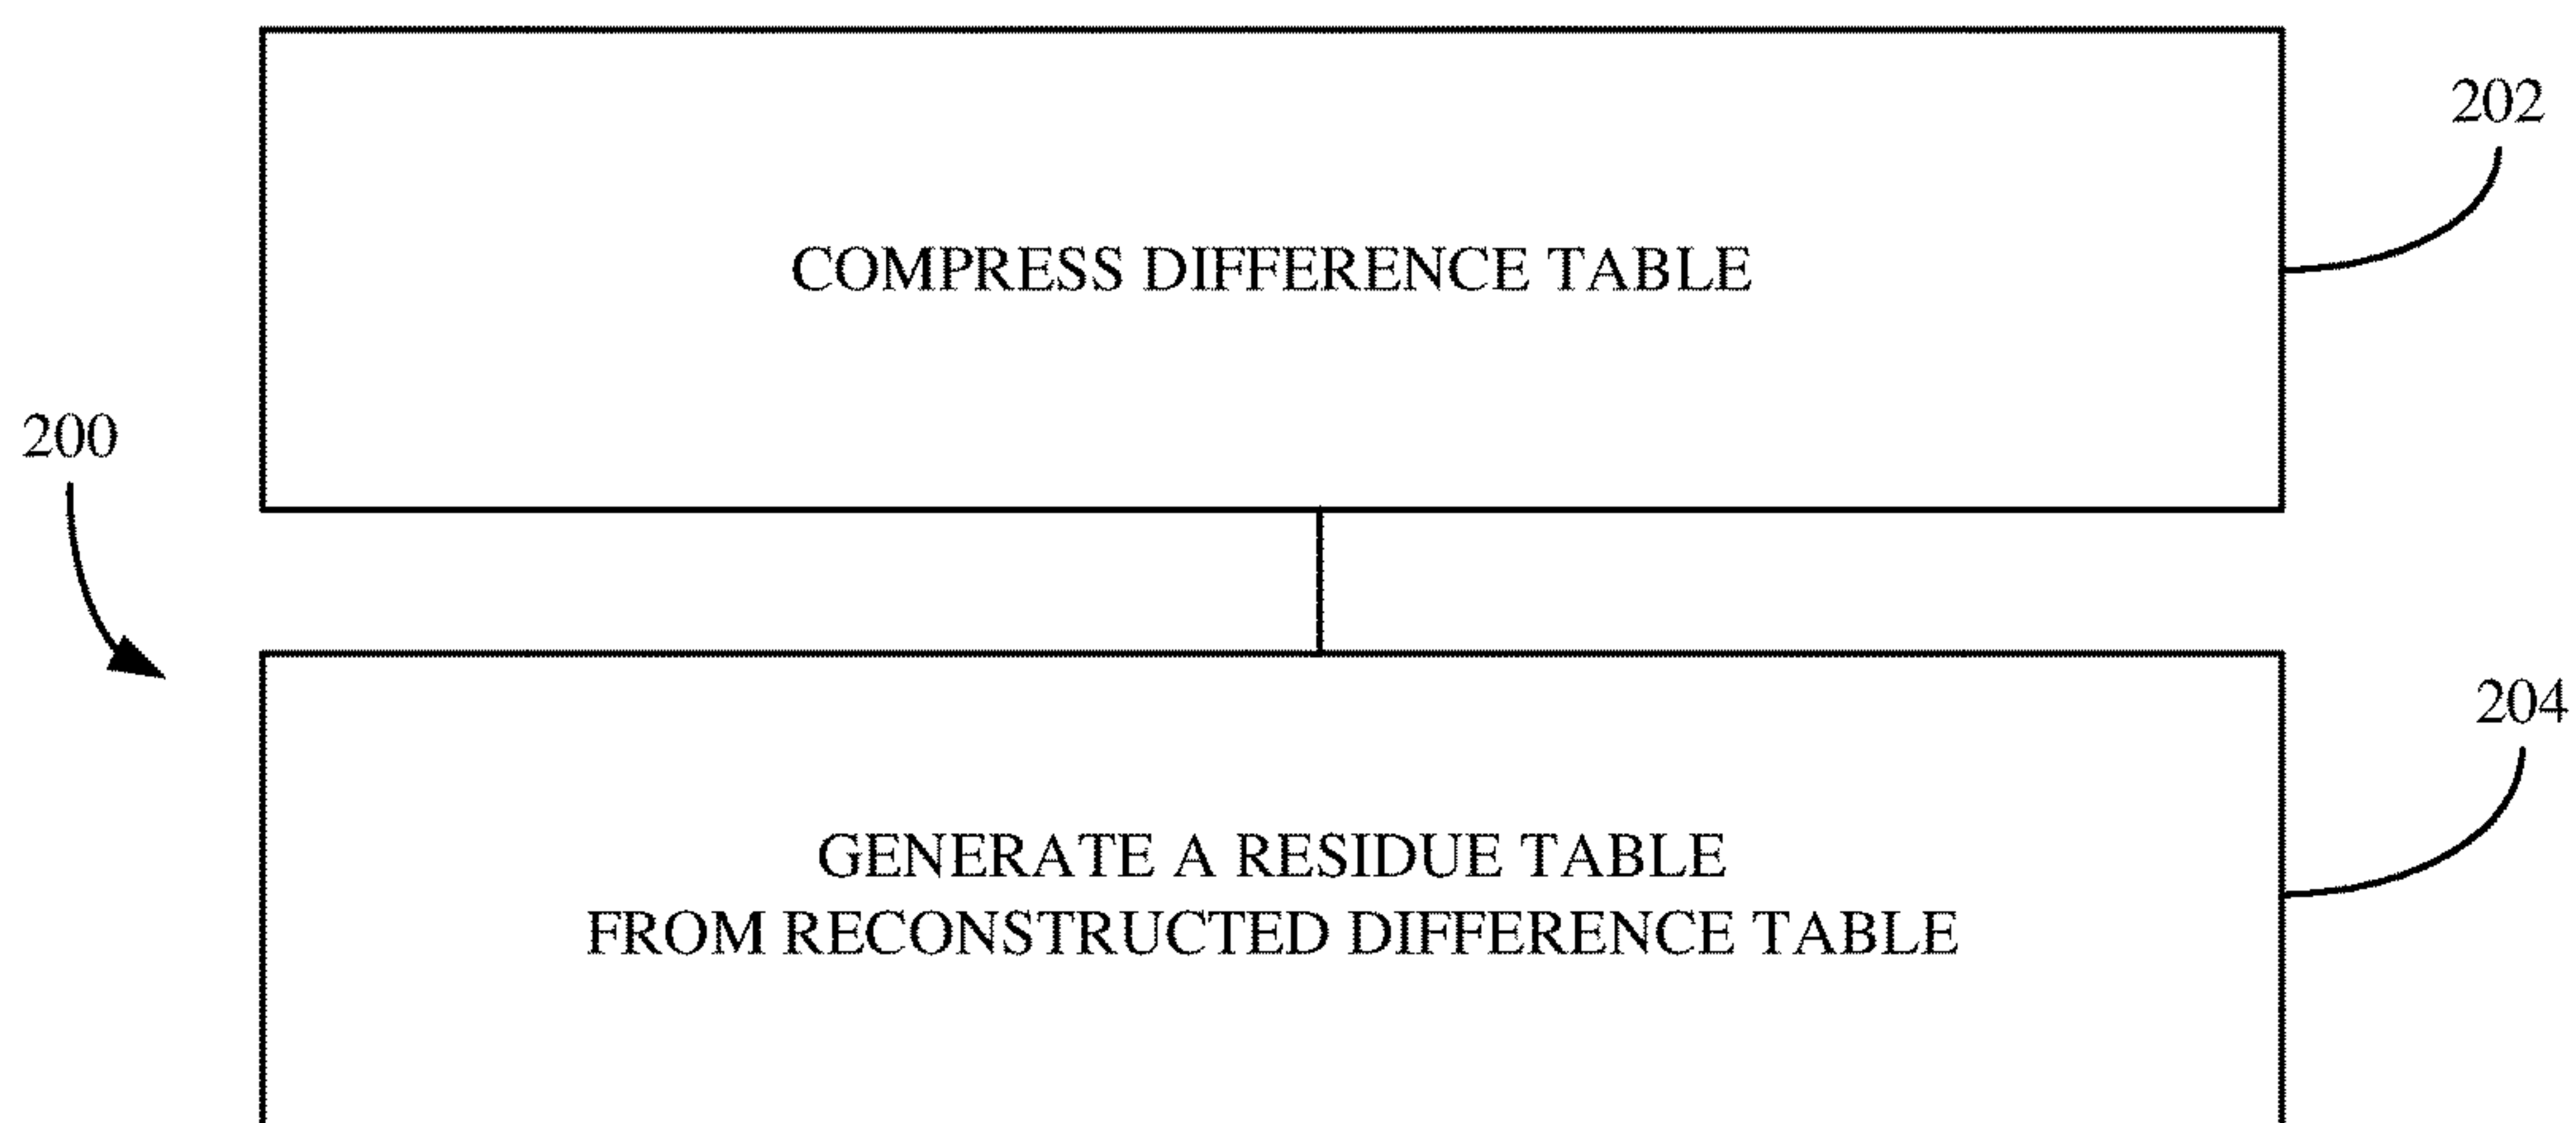 202
COMPRESS DIFFERENCE TABLE
200
204
GENERATE A RESIDUE TABLE
FROM RECONSTRUCTED DIFFERENCE TABLE